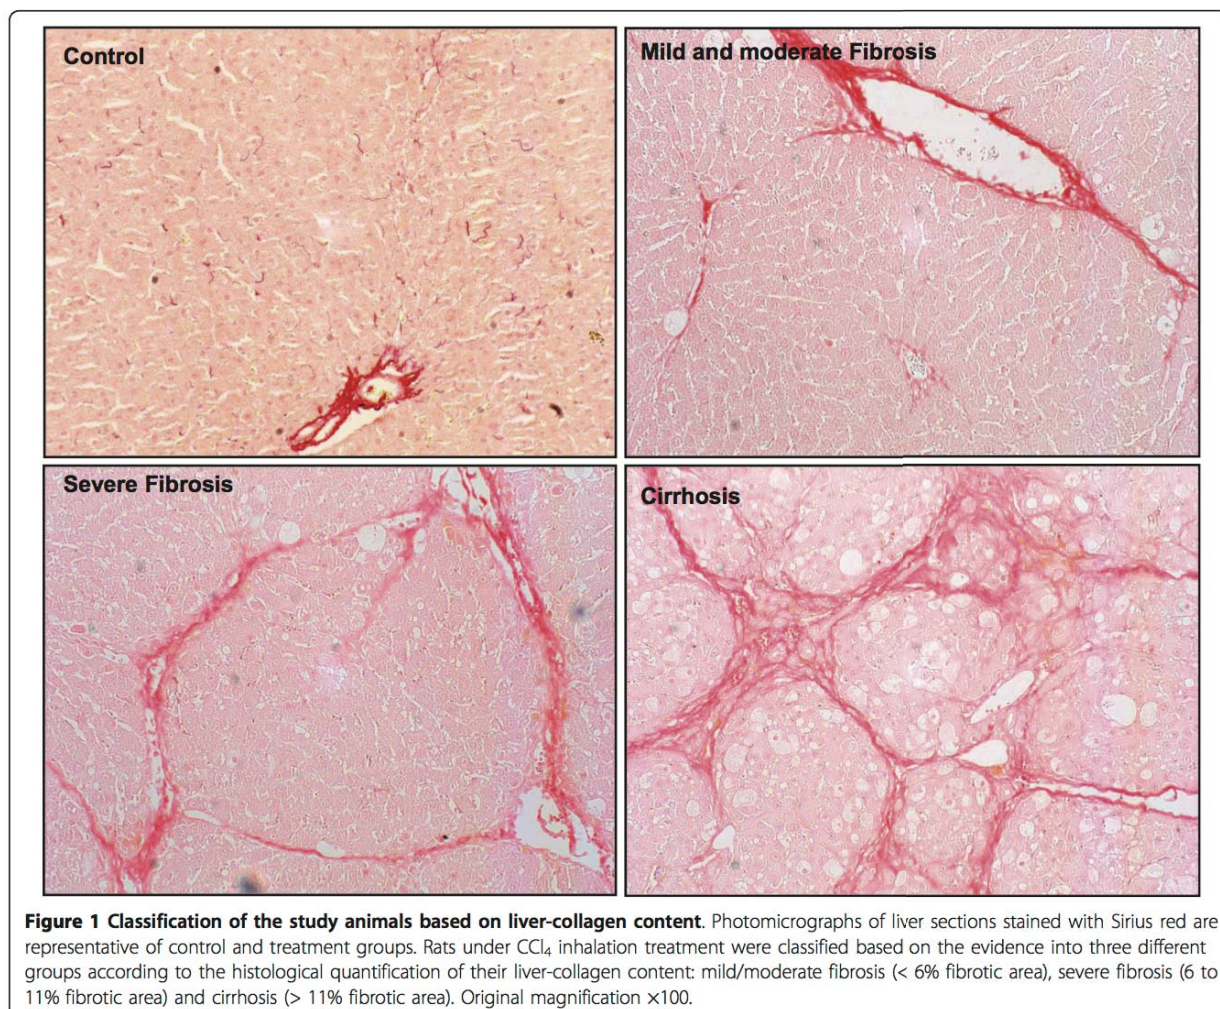 Control
Mild and moderate Fibrosis
Severe Fibrosis
Cirrhosis
Figure 1 Classification of the study animals based on liver-collagen content. Photomicrographs of liver sections stained with Sirius red are
representative of control and treatment groups. Rats under CCl₄ inhalation treatment were classified based on the evidence into three different
groups according to the histological quantification of their liver-collagen content: mild/moderate fibrosis (< 6% fibrotic area), severe fibrosis (6 to
11% fibrotic area) and cirrhosis (> 11% fibrotic area). Original magnification ×100.